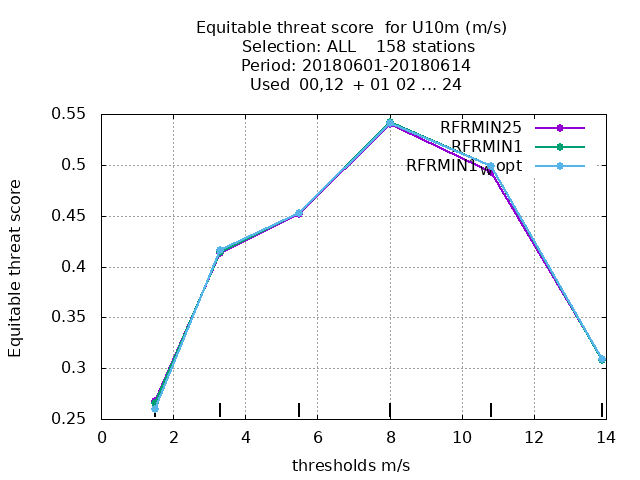 Equitable threat score  for U10m (m/s)
Selection: ALL    158 stations
Period: 20180601-20180614
Used  00,12  + 01 02 ... 24
RFRMIN25
RFRMIN1
RFRMIN1wopt
Equitable threat score
0.55
0.5
0.45
0.4
0.35
0.3
0.25
0 2 4 6 8 10 12 14
thresholds m/s